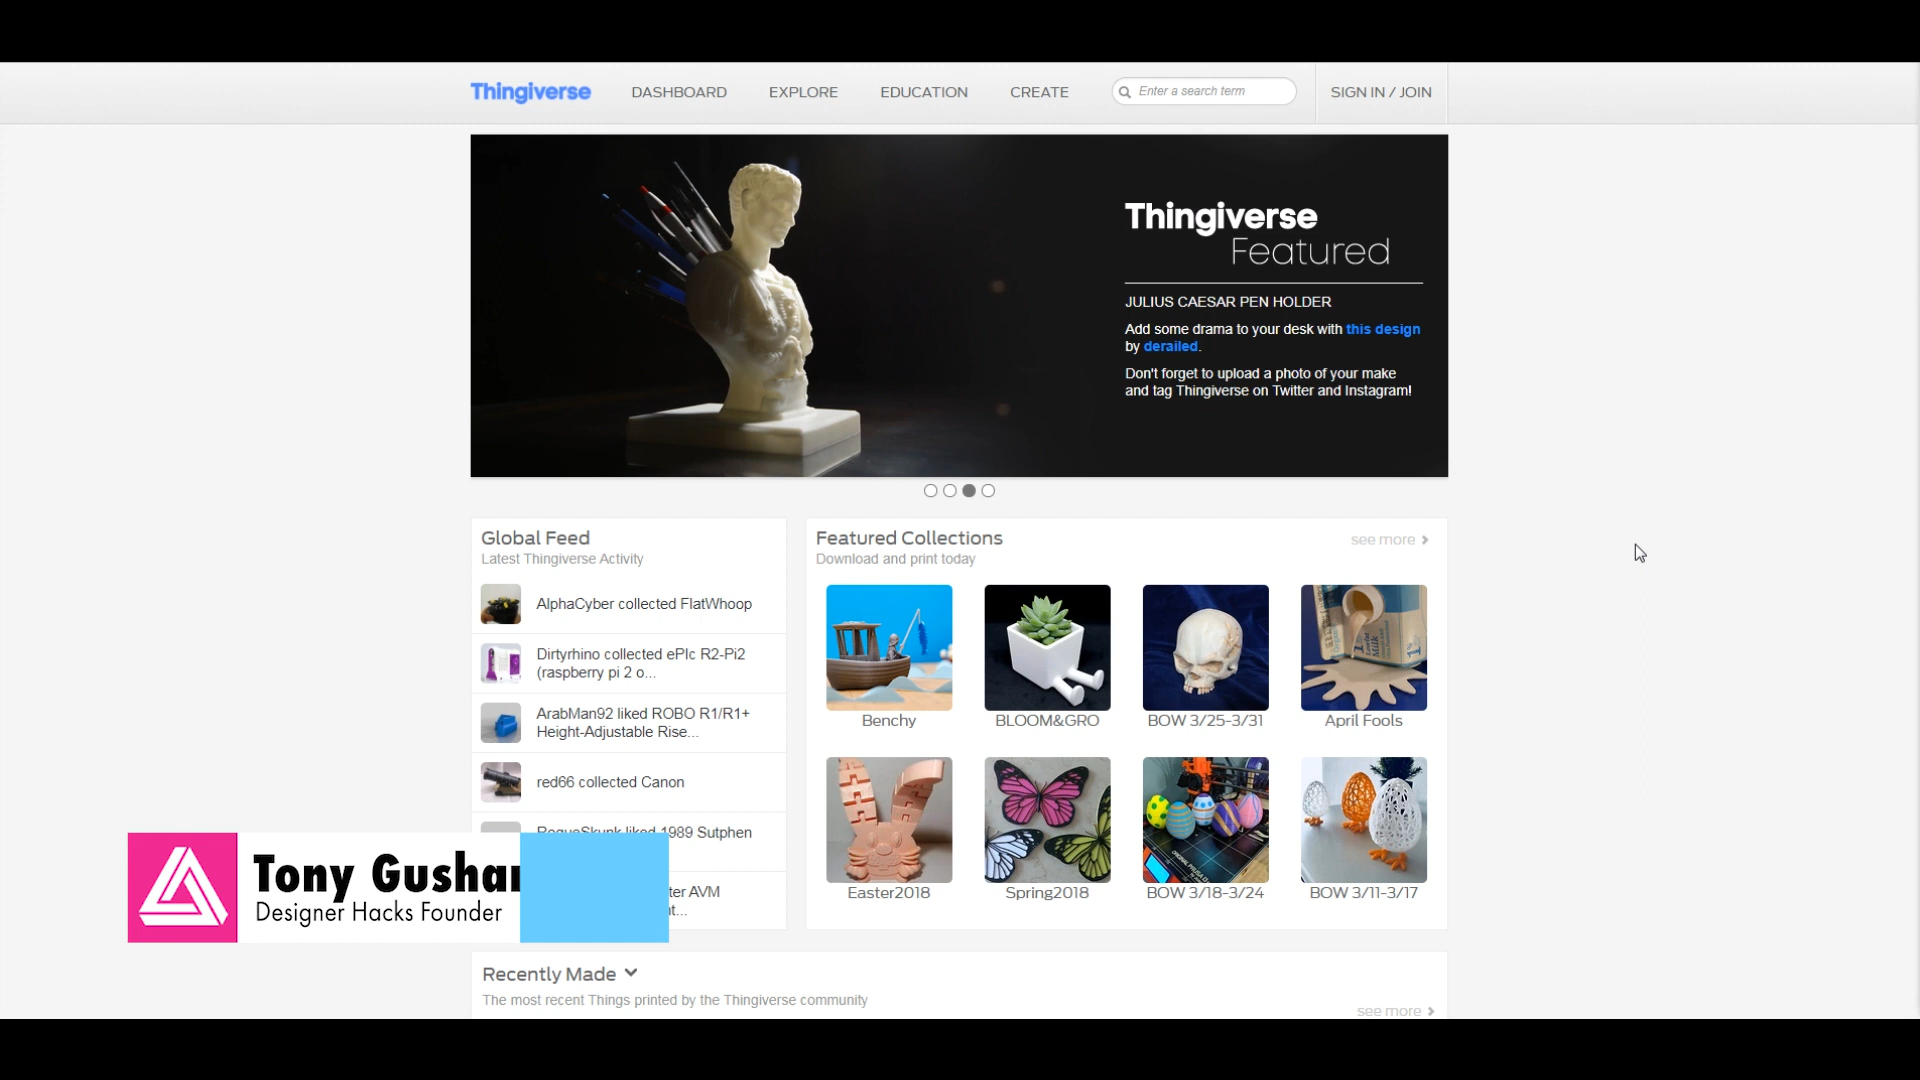 Thingiverse
DASHBOARD
EXPLORE
EDUCATION
CREATE
Enter a search term
SIGN IN / JOIN
Thingiverse
Featured
JULIUS CAESAR PEN HOLDER
Add some drama to your desk with this design
by derailed.
Don't forget to upload a photo of your make
and tag Thingiverse on Twitter and Instagram!
Global Feed
Latest Thingiverse Activity
AlphaCyber collected FlatWhoop
Dirtyrhino collected ePIc R2-Pi2
(raspberry pi 2 o...
ArabMan92 liked ROBO R1/R1+
Height-Adjustable Rise...
red66 collected Canon
RogueSkunk liked 1989 Sutphen
ter AVM
nt...
Featured Collections
see more
Download and print today
Benchy
BLOOM&GRO
BOW 3/25-3/31
April Fools
Easter2018
Spring2018
BOW 3/18-3/24
BOW 3/11-3/17
Tony Gushan
Designer Hacks Founder
Recently Made
The most recent Things printed by the Thingiverse community
see more